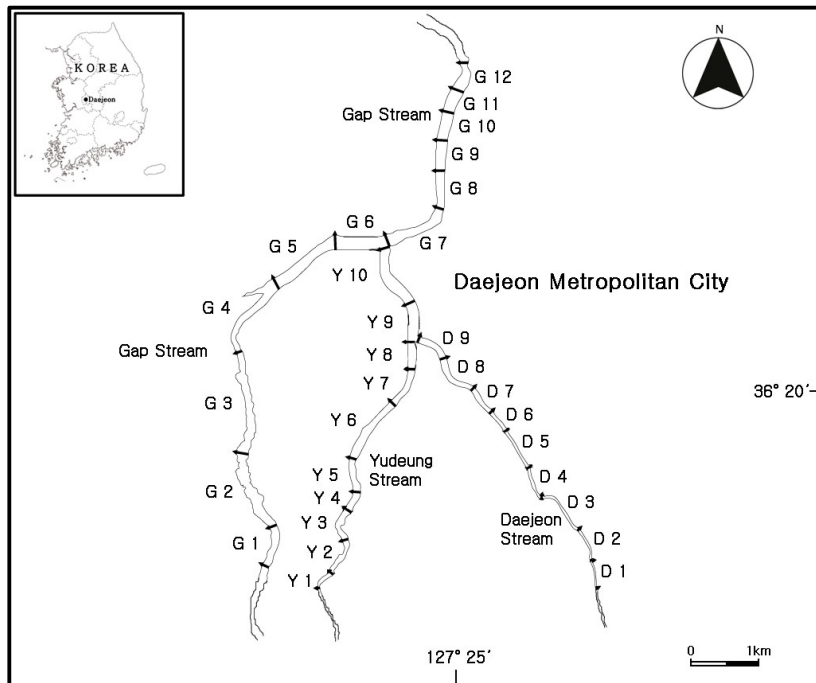 KOREA
Daejeon
N
G 12
G 11
Gap Stream
G 10
G 9
G 8
G 6
G 7
G 5
Y 10
Daejeon Metropolitan City
G 4
Y 9
D 9
Gap Stream
Y 8
D 8
Y 7
D 7
36° 20′
G 3
Y 6
D 6
D 5
Yudeung
Stream
Y 5
D 4
G 2
Y 4
D 3
Y 3
Daejeon
Stream
D 2
G 1
Y 2
Y 1
D 1
127° 25′
0 1km